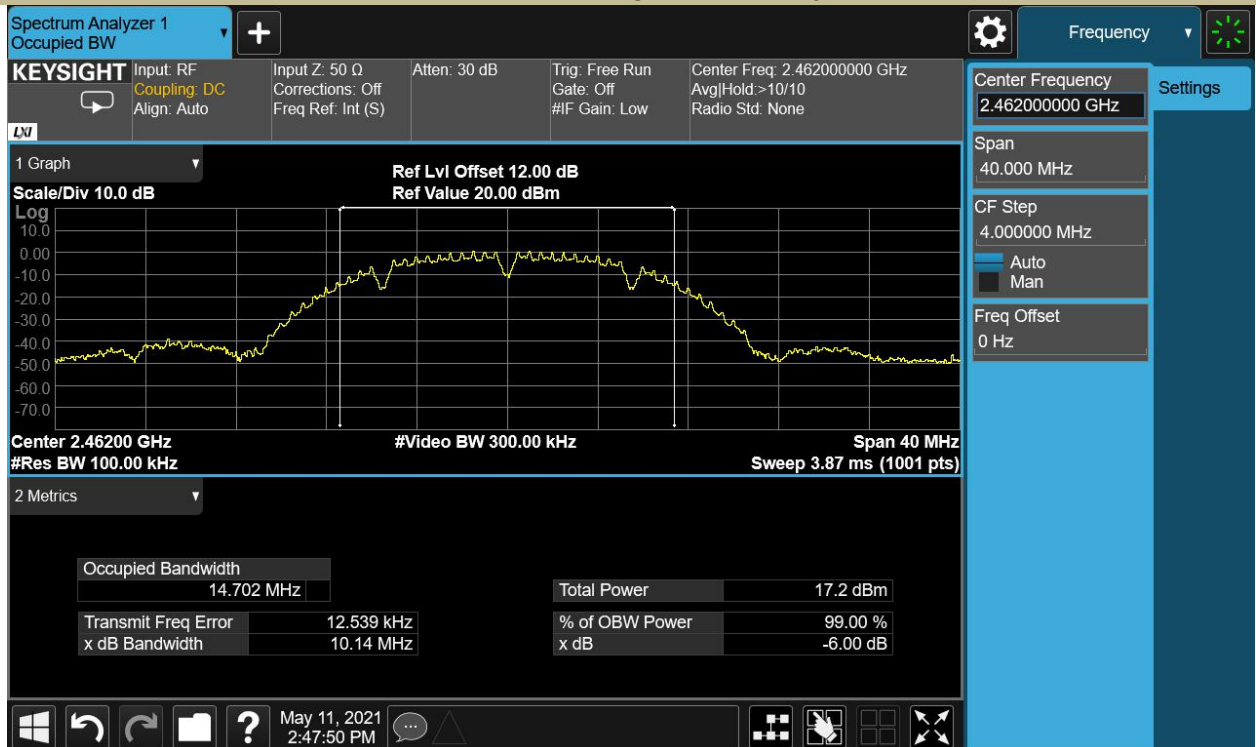 Spectrum Analyzer 1
Occupied BW
+
Frequency
KEYSIGHT
LXI
Input: RF
Coupling: DC
Align: Auto
Input Z: 50 Ω
Corrections: Off
Freq Ref: Int (S)
Atten: 30 dB
Trig: Free Run
Gate: Off
#IF Gain: Low
Center Freq: 2.462000000 GHz
Avg|Hold:>10/10
Radio Std: None
Center Frequency
2.462000000 GHz
Settings
Span
40.000 MHz
CF Step
4.000000 MHz
Auto
Man
Freq Offset
0 Hz
1 Graph
Ref Lvl Offset 12.00 dB
Scale/Div 10.0 dB
Ref Value 20.00 dBm
Log
10.0
0.00
-10.0
-20.0
-30.0
-40.0
-50.0
-60.0
-70.0
Center 2.46200 GHz
#Video BW 300.00 kHz
Span 40 MHz
#Res BW 100.00 kHz
Sweep 3.87 ms (1001 pts)
2 Metrics
Occupied Bandwidth
14.702 MHz
Total Power 17.2 dBm
Transmit Freq Error 12.539 kHz
% of OBW Power 99.00 %
x dB Bandwidth 10.14 MHz
x dB -6.00 dB
?
May 11, 2021
2:47:50 PM